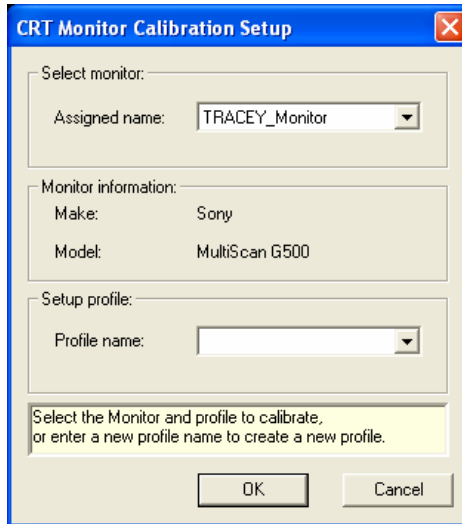 CRT Monitor Calibration Setup
Select monitor:
Assigned name: TRACEY_Monitor
Monitor information:
Make: Sony
Model: MultiScan G500
Setup profile:
Profile name:
Select the Monitor and profile to calibrate,
or enter a new profile name to create a new profile.
OK Cancel